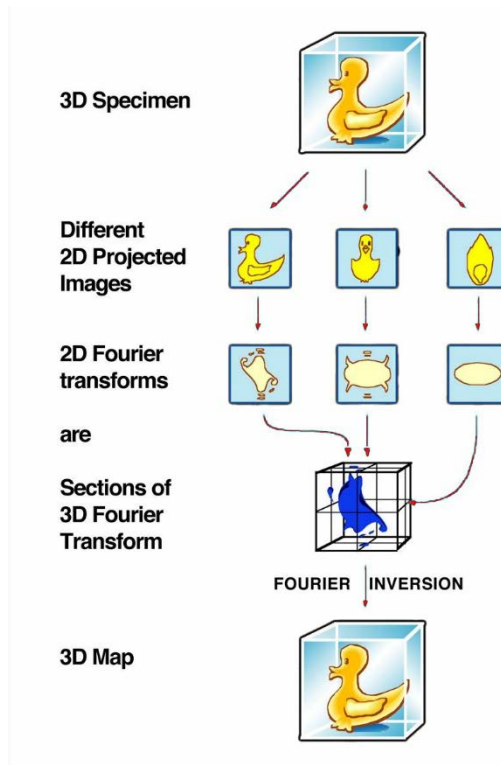 3D Specimen
Different
2D Projected
Images
2D Fourier
transforms
are
Sections of
3D Fourier
Transform
FOURIER INVERSION
3D Map